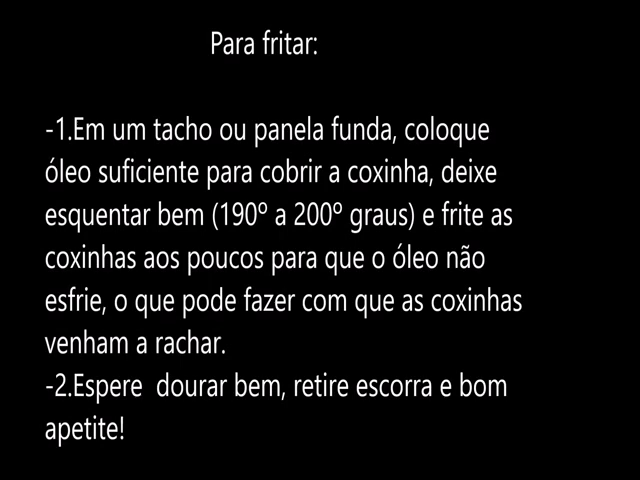 Para fritar:
-1.Em um tacho ou panela funda, coloque
óleo suficiente para cobrir a coxinha, deixe
esquentar bem (190º a 200º graus) e frite as
coxinhas aos poucos para que o óleo não
esfrie, o que pode fazer com que as coxinhas
venham a rachar.
-2.Espere  dourar bem, retire escorra e bom
apetite!